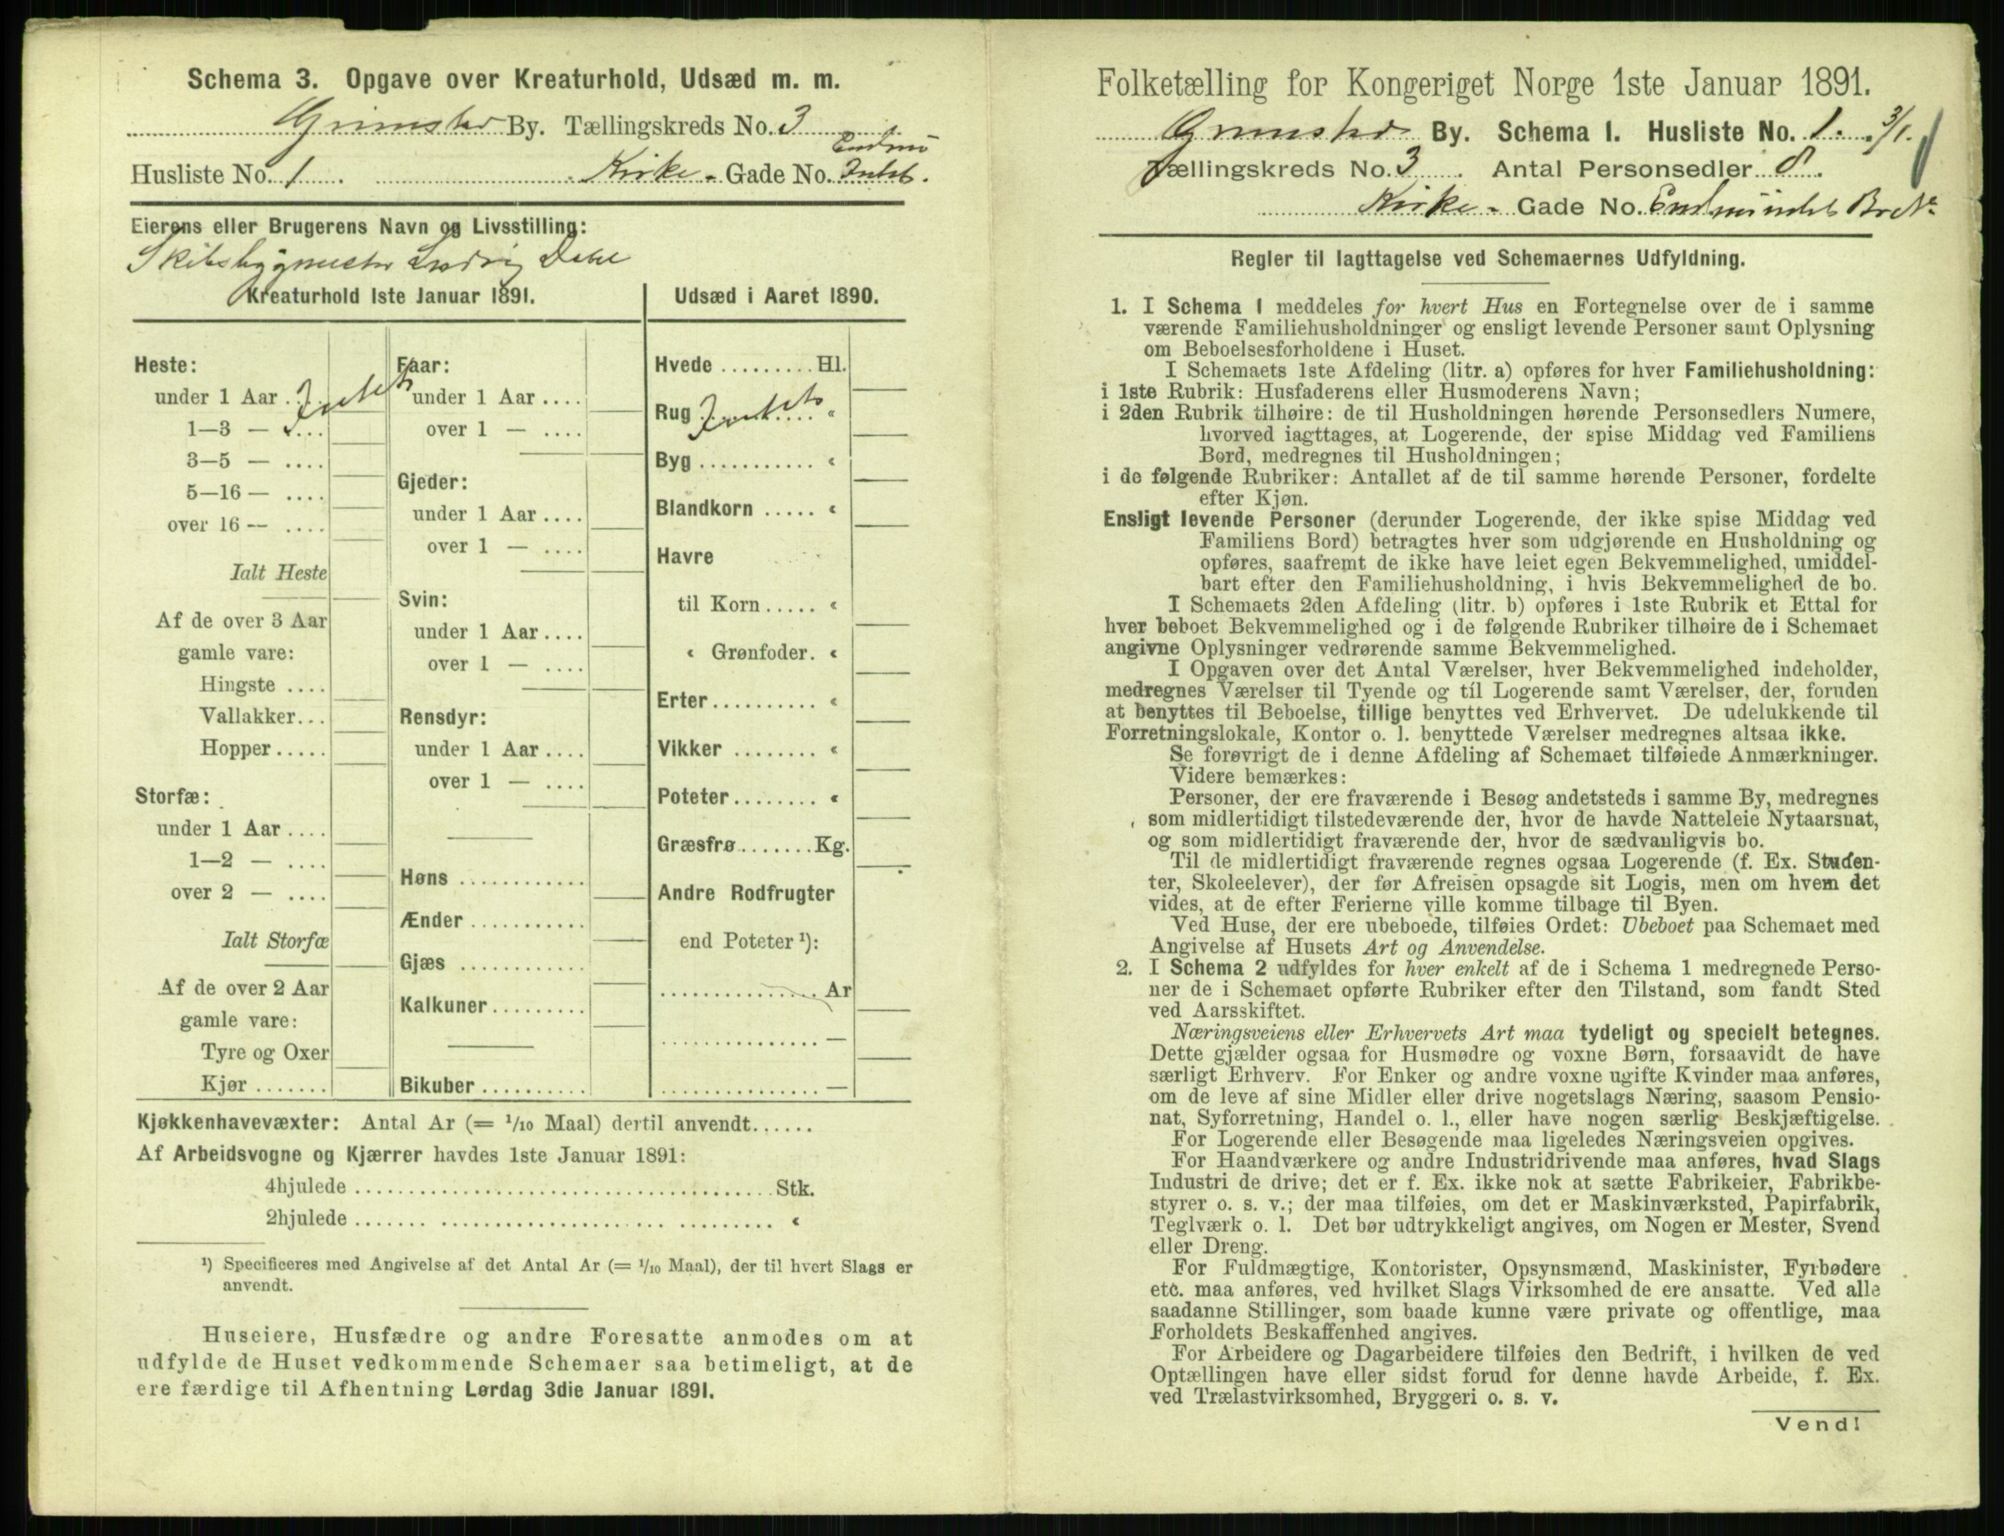 Schema 3. Opgave over Kreaturhold, Udsæd m. m.
Grimstad By. Tællingskreds No. 3
Husliste No. 1 Kirke - Gade No. Endnu Intet.
Eierens eller Brugerens Navn og Livsstilling:
Skibsbygmester Ludvig Dahl
Kreaturhold 1ste Januar 1891.
Heste:
under 1 Aar ... Intet
1—3 — ....
3—5 — ....
5—16 — ....
over 16 — ....
Ialt Heste
Af de over 3 Aar
gamle vare:
Hingste ....
Vallakker...
Hopper.....
Storfæ:
under 1 Aar ....
1—2 — ....
over 2 — ....
Ialt Storfæ
Af de over 2 Aar
gamle vare:
Tyre og Oxer
Kjør .......
Faar:
under 1 Aar ....
over 1 — ....
Gjeder:
under 1 Aar ....
over 1 — ....
Svin:
under 1 Aar....
over 1 — ....
Rensdyr:
under 1 Aar ....
over 1 — ....
Høns ............
Ænder ...........
Gjæs ............
Kalkuner.........
Bikuber ..........
Udsæd i Aaret 1890.
Hvede ......... Hl.
Rug Intet «
Byg ........... «
Blandkorn ..... «
Havre
til Korn ..... «
« Grønfoder. «
Erter.......... «
Vikker ........ «
Poteter........ «
Græsfrø.......Kg.
Andre Rodfrugter
end Poteter ¹):
................ Ar
................ —
................ —
Kjøkkenhavevæxter: Antal Ar (= 1/10 Maal) dertil anvendt......
Af Arbeidsvogne og Kjærrer havdes 1ste Januar 1891:
4hjulede ........................................ Stk.
2hjulede ........................................ «
¹) Specificeres med Angivelse af det Antal Ar (= 1/10 Maal), der til hvert Slags er
anvendt.
Huseiere, Husfædre og andre Foresatte anmodes om at
udfylde de Huset vedkommende Schemaer saa betimeligt, at de
ere færdige til Afhentning Lørdag 3die Januar 1891.
Folketælling for Kongeriget Norge 1ste Januar 1891.
Grimstad By. Schema 1. Husliste No. 1. 3/1.
Tællingskreds No. 3. Antal Personsedler 8.
Kirke - Gade No. Endnu intet
Regler til Iagttagelse ved Schemaernes Udfyldning.
1. I Schema 1 meddeles for hvert Hus en Fortegnelse over de i samme
værende Familiehusholdninger og ensligt levende Personer samt Oplysning
om Beboelsesforholdene i Huset.
I Schemaets 1ste Afdeling (litr. a) opføres for hver Familiehusholdning:
i 1ste Rubrik: Husfaderens eller Husmoderens Navn;
i 2den Rubrik tilhøire: de til Husholdningen hørende Personsedlers Numere,
hvorved iagttages, at Logerende, der spise Middag ved Familiens
Bord, medregnes til Husholdningen;
i de følgende Rubriker: Antallet af de til samme hørende Personer, fordelte
efter Kjøn.
Ensligt levende Personer (derunder Logerende, der ikke spise Middag ved
Familiens Bord) betragtes hver som udgjørende en Husholdning og
opføres, saafremt de ikke have leiet egen Bekvemmelighed, umiddel-
bart efter den Familiehusholdning, i hvis Bekvemmelighed de bo.
I Schemaets 2den Afdeling (litr. b) opføres i 1ste Rubrik et Ettal for
hver beboet Bekvemmelighed og i de følgende Rubriker tilhøire de i Schemaet
angivne Oplysninger vedrørende samme Bekvemmelighed.
I Opgaven over det Antal Værelser, hver Bekvemmelighed indeholder,
medregnes Værelser til Tyende og til Logerende samt Værelser, der, foruden
at benyttes til Beboelse, tillige benyttes ved Erhvervet. De udelukkende til
Forretningslokale, Kontor o. l. benyttede Værelser medregnes altsaa ikke.
Se forøvrigt de i denne Afdeling af Schemaet tilføiede Anmærkninger.
Videre bemærkes:
Personer, der ere fraværende i Besøg andetsteds i samme By, medregnes
som midlertidigt tilstedeværende der, hvor de havde Natteleie Nytaarsnat,
og som midlertidigt fraværende der, hvor de sædvanligvis bo.
Til de midlertidigt fraværende regnes ogsaa Logerende (f. Ex. Studen-
ter, Skoleelever), der før Afreisen opsagde sit Logis, men om hvem det
vides, at de efter Ferierne ville komme tilbage til Byen.
Ved Huse, der ere ubeboede, tilføies Ordet: Ubeboet paa Schemaet med
Angivelse af Husets Art og Anvendelse.
2. I Schema 2 udfyldes for hver enkelt af de i Schema 1 medregnede Perso-
ner de i Schemaet opførte Rubriker efter den Tilstand, som fandt Sted
ved Aarsskiftet.
Næringsveiens eller Erhvervets Art maa tydeligt og specielt betegnes.
Dette gjælder ogsaa for Husmødre og voxne Børn, forsaavidt de have
særligt Erhverv. For Enker og andre voxne ugifte Kvinder maa anføres,
om de leve af sine Midler eller drive nogetslags Næring, saasom Pensio-
nat, Syforretning, Handel o. l., eller have nogen særlig Beskjæftigelse.
For Logerende eller Besøgende maa ligeledes Næringsveien opgives.
For Haandværkere og andre Industridrivende maa anføres, hvad Slags
Industri de drive; det er f. Ex. ikke nok at sætte Fabrikeier, Fabrikbe-
styrer o. s. v.; der maa tilføies, om det er Maskinværksted, Papirfabrik,
Teglværk o. l. Det bør udtrykkeligt angives, om Nogen er Mester, Svend
eller Dreng.
For Fuldmægtige, Kontorister, Opsynsmænd, Maskinister, Fyrbødere
etc. maa anføres, ved hvilket Slags Virksomhed de ere ansatte. Ved alle
saadanne Stillinger, som baade kunne være private og offentlige, maa
Forholdets Beskaffenhed angives.
For Arbeidere og Dagarbeidere tilføies den Bedrift, i hvilken de ved
Optællingen have eller sidst forud for denne havde Arbeide, f. Ex.
ved Trælastvirksomhed, Bryggeri o. s. v.
Vend!